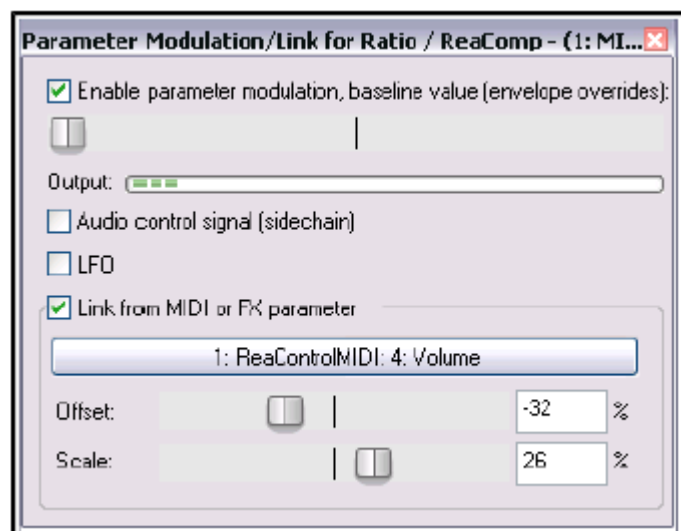 Parameter Modulation/Link for Ratio / ReaComp - (1: MI...
Enable parameter modulation, baseline value (envelope overrides):
Output:
Audio control signal (sidechain)
LFO
Link from MIDI or FX parameter
1: ReaControlMIDI: 4: Volume
Offset: -32 %
Scale: 26 %